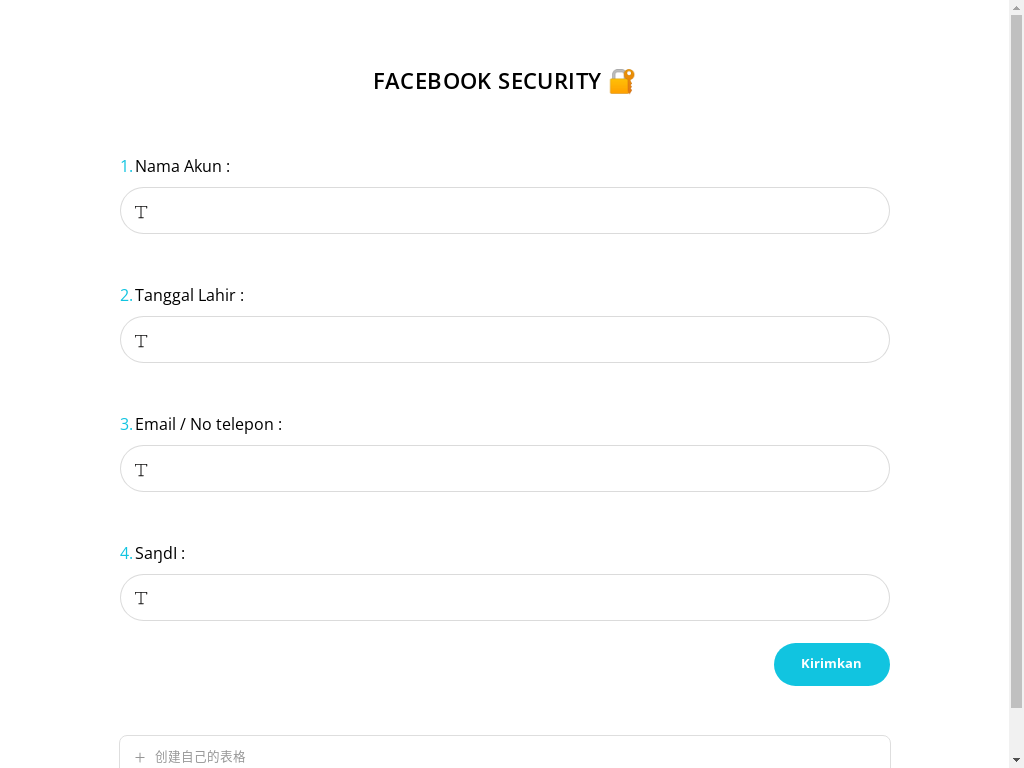 FACEBOOK SECURITY 🔐
1. Nama Akun :
2. Tanggal Lahir :
3. Email / No telepon :
4. Saŋdl :
Kirimkan
+ 创建自己的表格